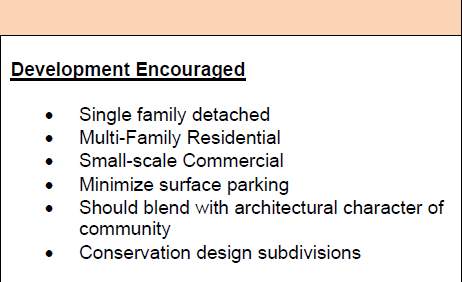 Development Encouraged
• Single family detached
• Multi-Family Residential
• Small-scale Commercial
• Minimize surface parking
• Should blend with architectural character of
community
• Conservation design subdivisions